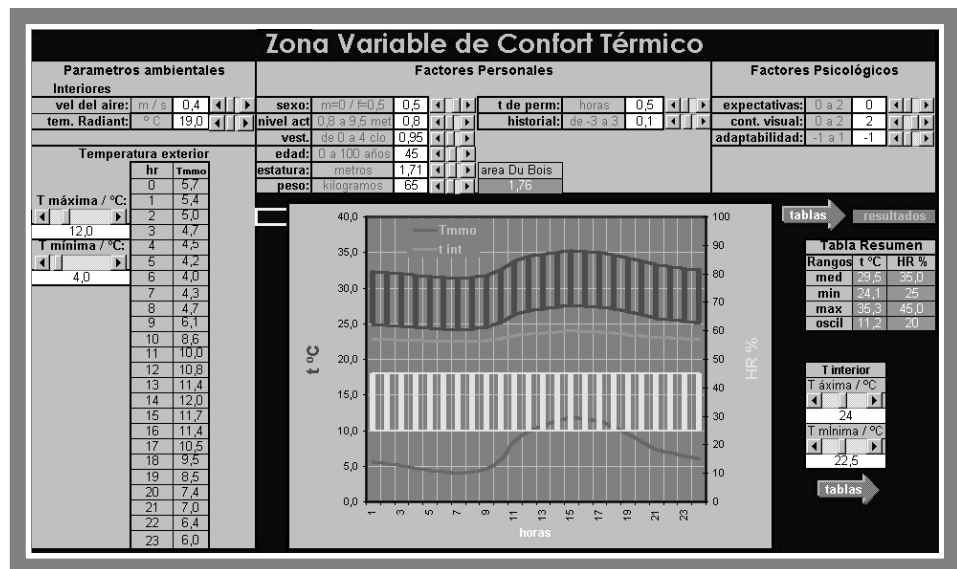 Zona Variable de Confort Térmico
Parametros ambientales
Interiores
vel del aire: m / s 0,4
tem. Radiant: º C 19,0
Factores Personales
sexo: m=0 / f=0,5 0,5
nivel act 0,8 a 9,5 met 0,8
vest. de 0 a 4 clo 0,95
edad: 0 a 100 años 45
estatura: metros 1,71
peso: kilogramos 65
t de perm: horas 0,5
historial: de -3 a 3 0,1
area Du Bois
1,76
Factores Psicológicos
expectativas: 0 a 2 0
cont. visual: 0 a 2 2
adaptabilidad: -1 a 1 -1
Temperatura exterior
T máxima / ºC:
12,0
T mínima / ºC:
4,0
hr Tmmo
0 5,7
1 5,4
2 5,0
3 4,7
4 4,5
5 4,2
6 4,0
7 4,3
8 4,7
9 6,1
10 8,6
11 10,0
12 10,8
13 11,4
14 12,0
15 11,7
16 11,4
17 10,5
18 9,5
19 8,5
20 7,4
21 7,0
22 6,4
23 6,0
Tmmo
t int
t ºC
40,0
35,0
30,0
25,0
20,0
15,0
10,0
5,0
0,0
HR %
100
90
80
70
60
50
40
30
20
10
0
1 3 5 7 9 11 13 15 17 19 21 23
horas
tablas
resultados
Tabla Resumen
Rangos t ºC HR %
med 29,5 35,0
min 24,1 25
max 35,3 45,0
oscil 11,2 20
T interior
T áxima / ºC
24
T mínima / ºC
22,5
tablas